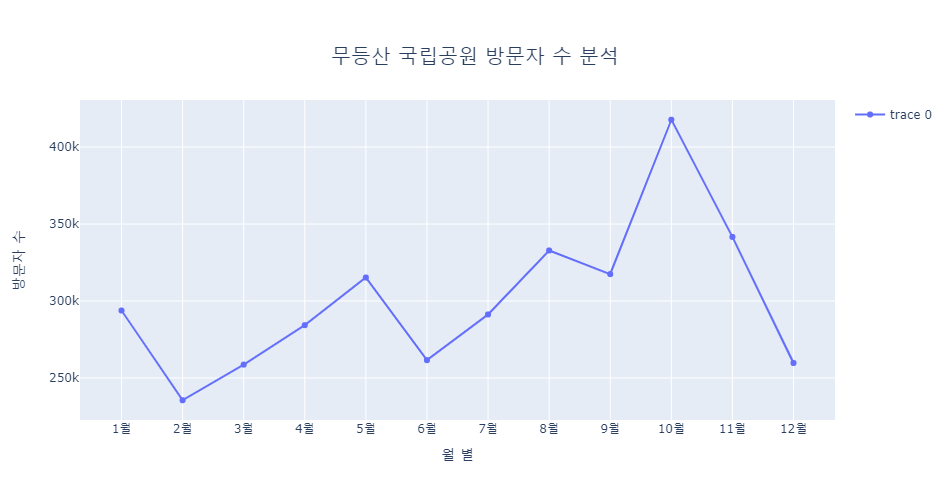 무등산 국립공원 방문자 수 분석
trace 0
400k
350k
300k
250k
방문자 수
1월 2월 3월 4월 5월 6월 7월 8월 9월 10월 11월 12월
월 별